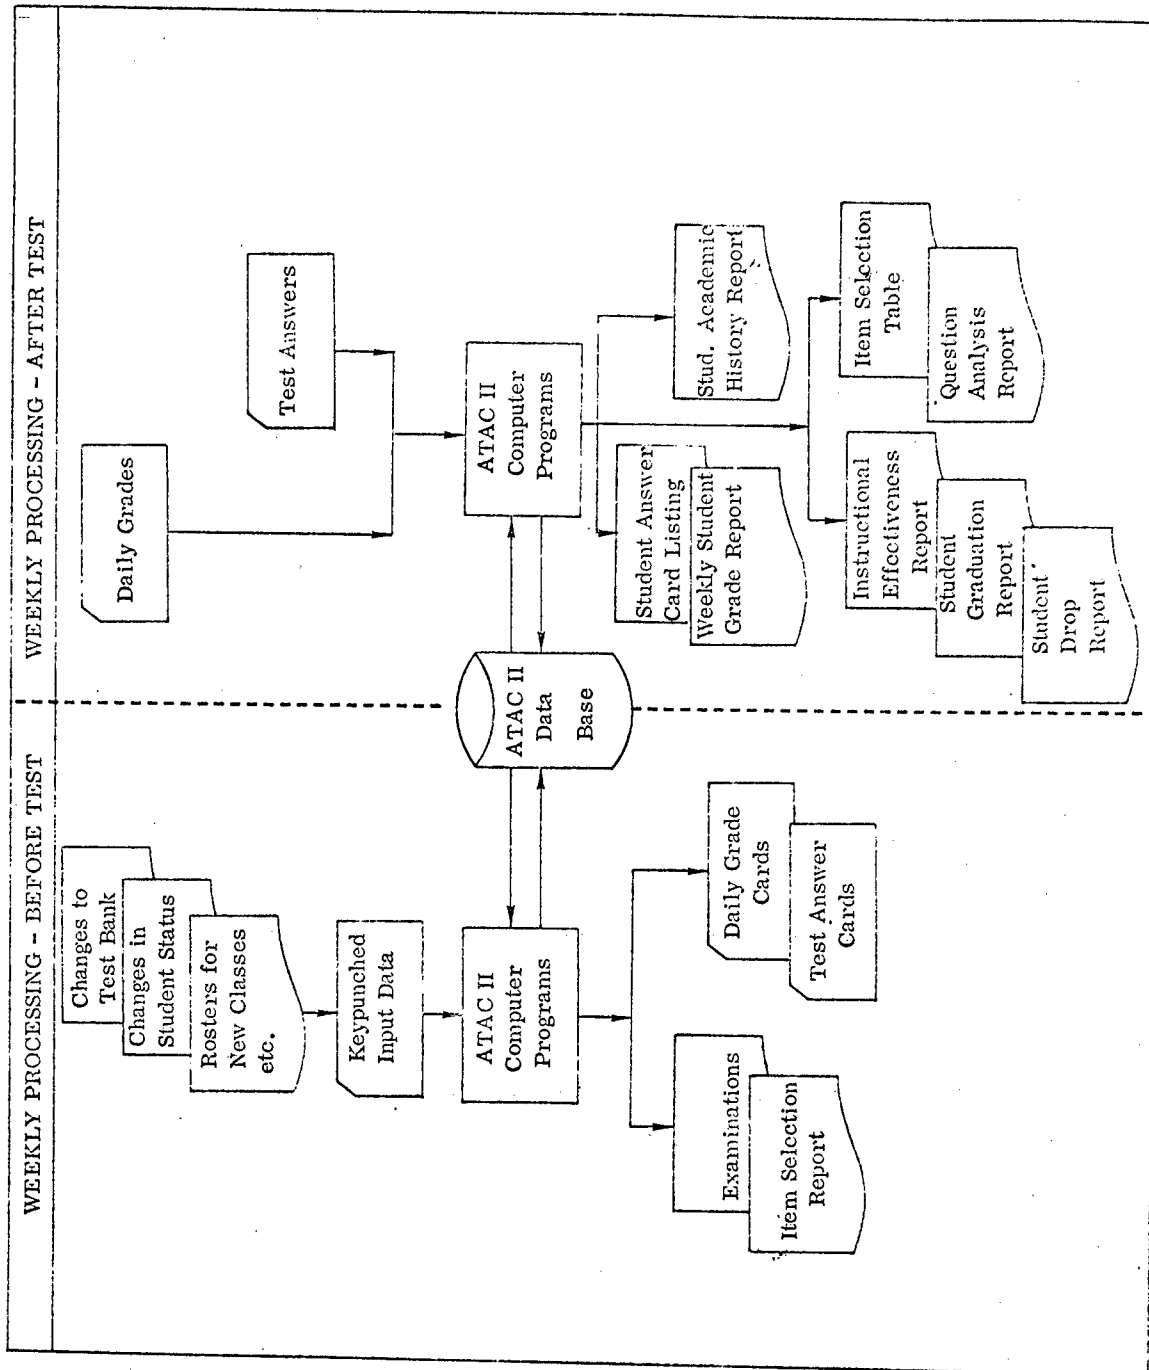 WEEKLY PROCESSING - BEFORE TEST
Changes to
Test Bank
Changes in
Student Status
Rosters for
New Classes
etc.
Keypunched
Input Data
ATAC II
Computer
Programs
Examinations
Item Selection
Report
Daily Grade
Cards
Test Answer
Cards
ATAC II
Data
Base
WEEKLY PROCESSING - AFTER TEST
Daily Grades
Test Answers
ATAC II
Computer
Programs
Student Answer
Card Listing
Weekly Student
Grade Report
Stud. Academic
History Report
Instructional
Effectiveness
Report
Student
Graduation
Report
Student
Drop
Report
Item Selection
Table
Question
Analysis
Report